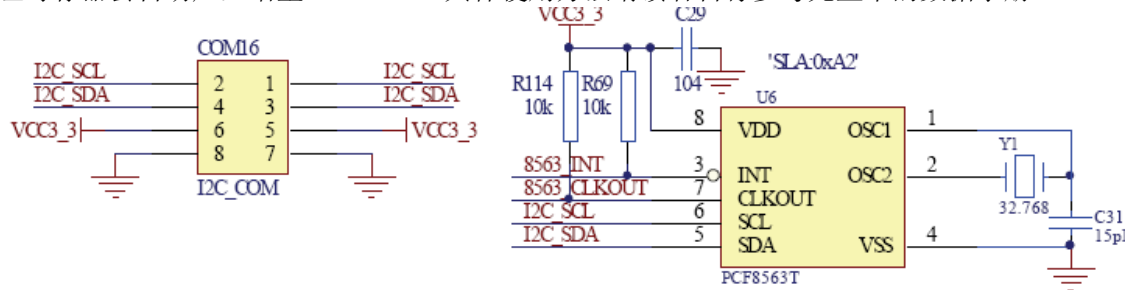 VCC3_3
C29
COM16
'SLA:0xA2'
I2C_SCL
2 1
I2C_SCL
R114
R69
104
U6
I2C_SDA
4 3
I2C_SDA
10k
10k
8
VDD
OSC1
1
VCC3_3
6 5
VCC3_3
Y1
8 7
8563_INT
3
INT
OSC2
2
I2C_COM
8563_CLKOUT
7
CLKOUT
32.768
I2C_SCL
6
SCL
C31
I2C_SDA
5
SDA
VSS
4
PCF8563T